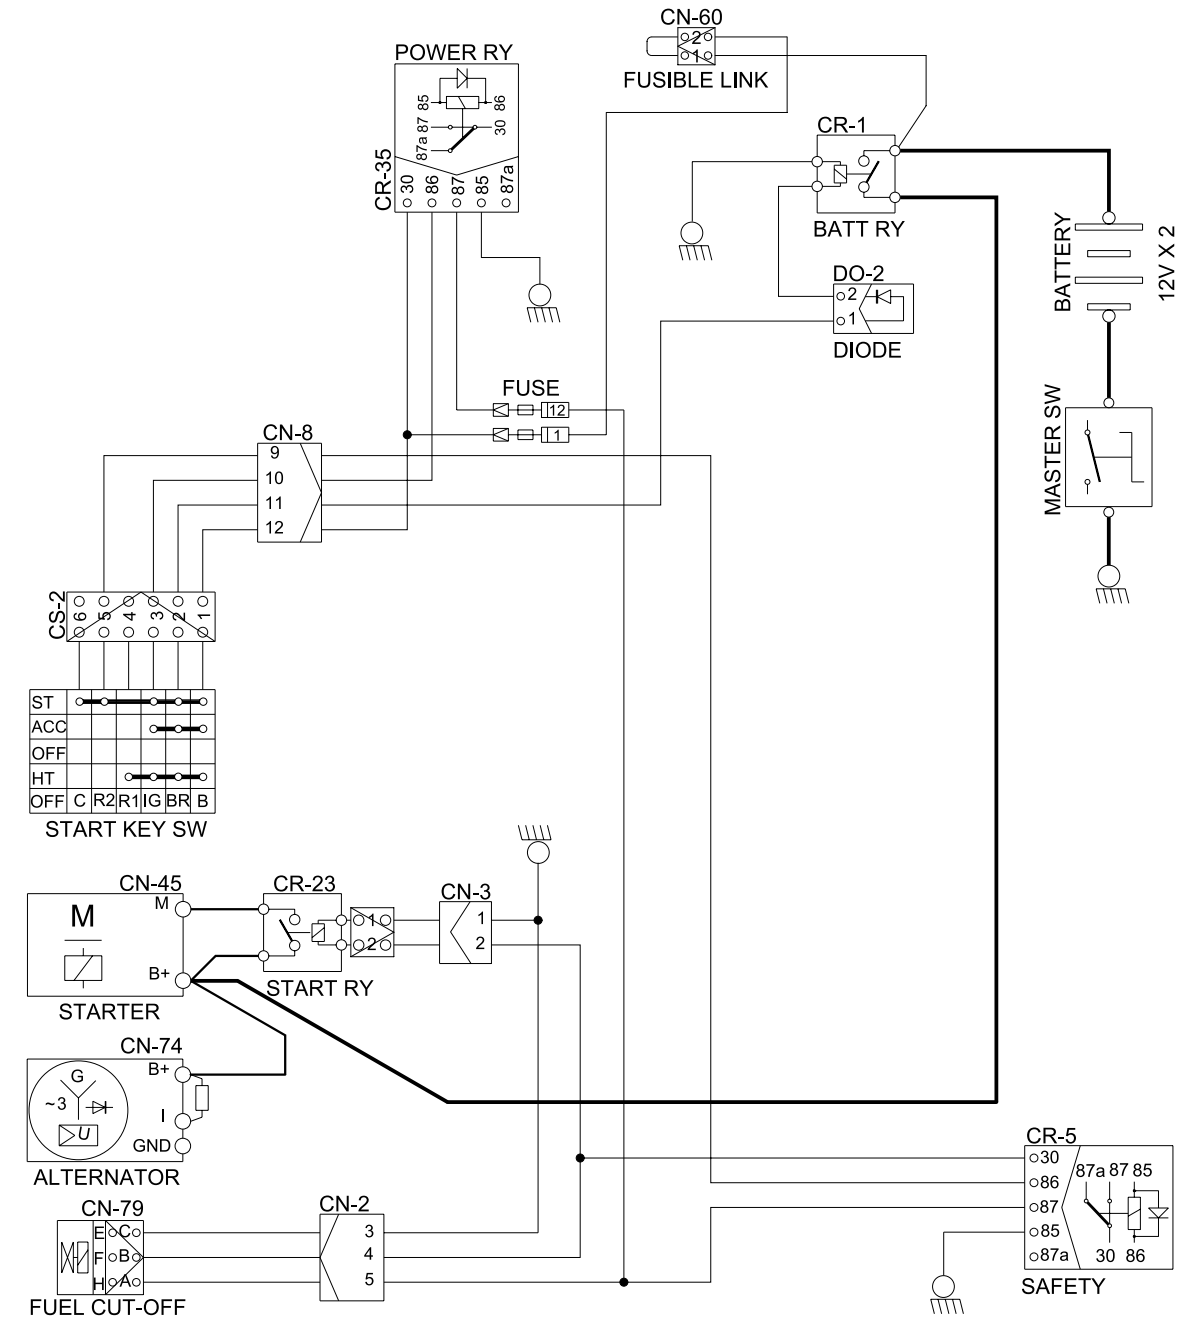 CN-60
2
1
FUSIBLE LINK
POWER RY
85
86
87
30
87a
CR-35
30
86
87
85
87a
CR-1
BATT RY
BATTERY
12V X 2
DO-2
2
1
DIODE
MASTER SW
FUSE
12
1
CN-8
9
10
11
12
CS-2
6
5
4
3
2
1
ST
ACC
OFF
HT
OFF C R2 R1 IG BR B
START KEY SW
CN-45
M
M
B+
STARTER
CR-23
1
2
START RY
CN-3
1
2
CN-74
B+
G
~3
I
U
GND
ALTERNATOR
CN-79
E C
F B
H A
FUEL CUT-OFF
CN-2
3
4
5
CR-5
30
86
87
85
87a
87a 87 85
30 86
SAFETY